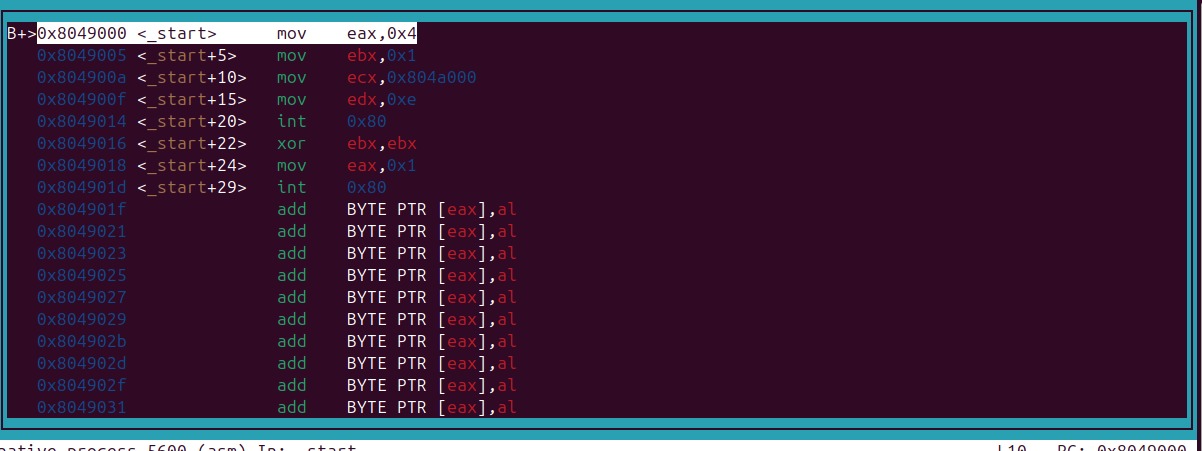 B+>0x8049000 <_start> mov eax,0x4
0x8049005 <_start+5> mov ebx,0x1
0x804900a <_start+10> mov ecx,0x804a000
0x804900f <_start+15> mov edx,0xe
0x8049014 <_start+20> int 0x80
0x8049016 <_start+22> xor ebx,ebx
0x8049018 <_start+24> mov eax,0x1
0x804901d <_start+29> int 0x80
0x804901f add BYTE PTR [eax],al
0x8049021 add BYTE PTR [eax],al
0x8049023 add BYTE PTR [eax],al
0x8049025 add BYTE PTR [eax],al
0x8049027 add BYTE PTR [eax],al
0x8049029 add BYTE PTR [eax],al
0x804902b add BYTE PTR [eax],al
0x804902d add BYTE PTR [eax],al
0x804902f add BYTE PTR [eax],al
0x8049031 add BYTE PTR [eax],al
native process 5600 (asm) In: _start L10 PC: 0x8049000